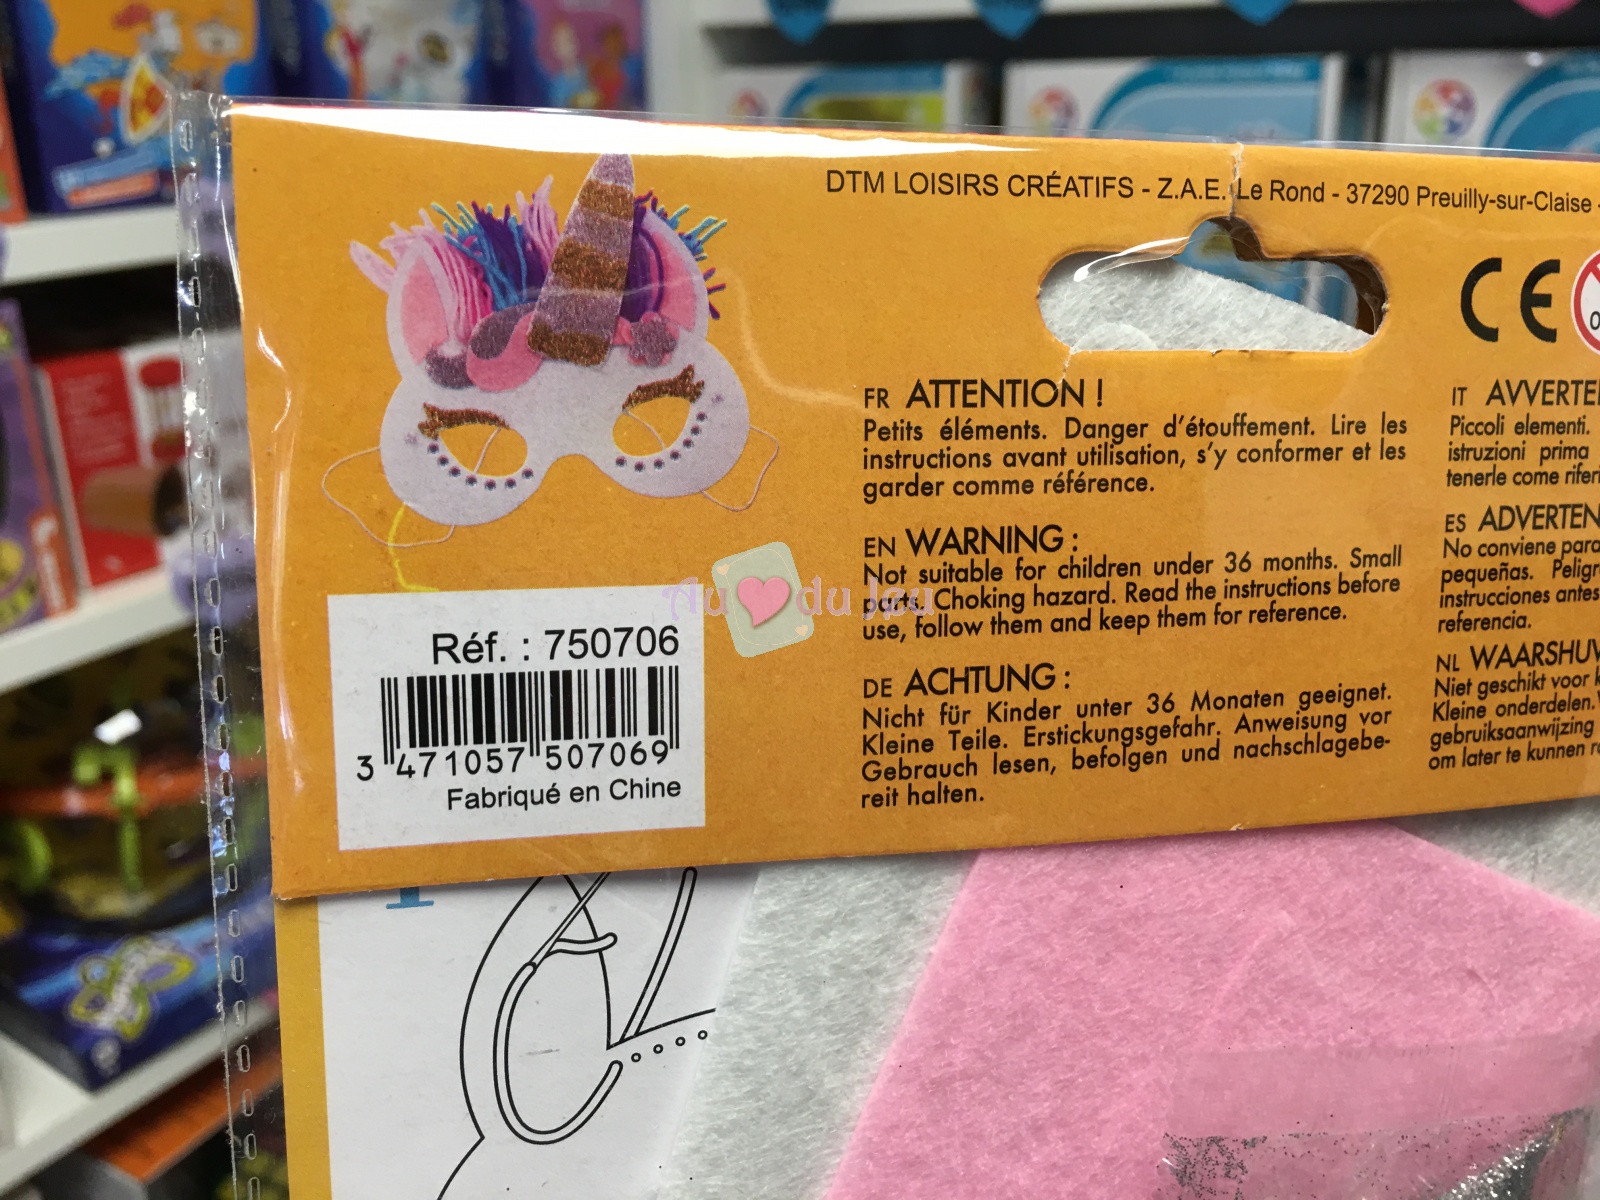 DTM LOISIRS CRÉATIFS - Z.A.E. Le Rond - 37290 Preuilly-sur-Claise -
CE
FR ATTENTION !
Petits éléments. Danger d'étouffement. Lire les
instructions avant utilisation, s'y conformer et les
garder comme référence.
EN WARNING :
Not suitable for children under 36 months. Small
parts. Choking hazard. Read the instructions before
use, follow them and keep them for reference.
DE ACHTUNG :
Nicht für Kinder unter 36 Monaten geeignet.
Kleine Teile. Erstickungsgefahr. Anweisung vor
Gebrauch lesen, befolgen und nachschlagebe-
reit halten.
IT AVVERTE
Piccoli elementi.
istruzioni prima
tenerle come riferi
ES ADVERTEN
No conviene para
pequeñas. Pelig
instrucciones antes
referencia.
NL WAARSHUW
Niet geschikt voor k
Kleine onderdelen.
gebruiksaanwijzing
om later te kunnen r
Au du Jeu
Réf. : 750706
3 471057 507069
Fabriqué en Chine
1